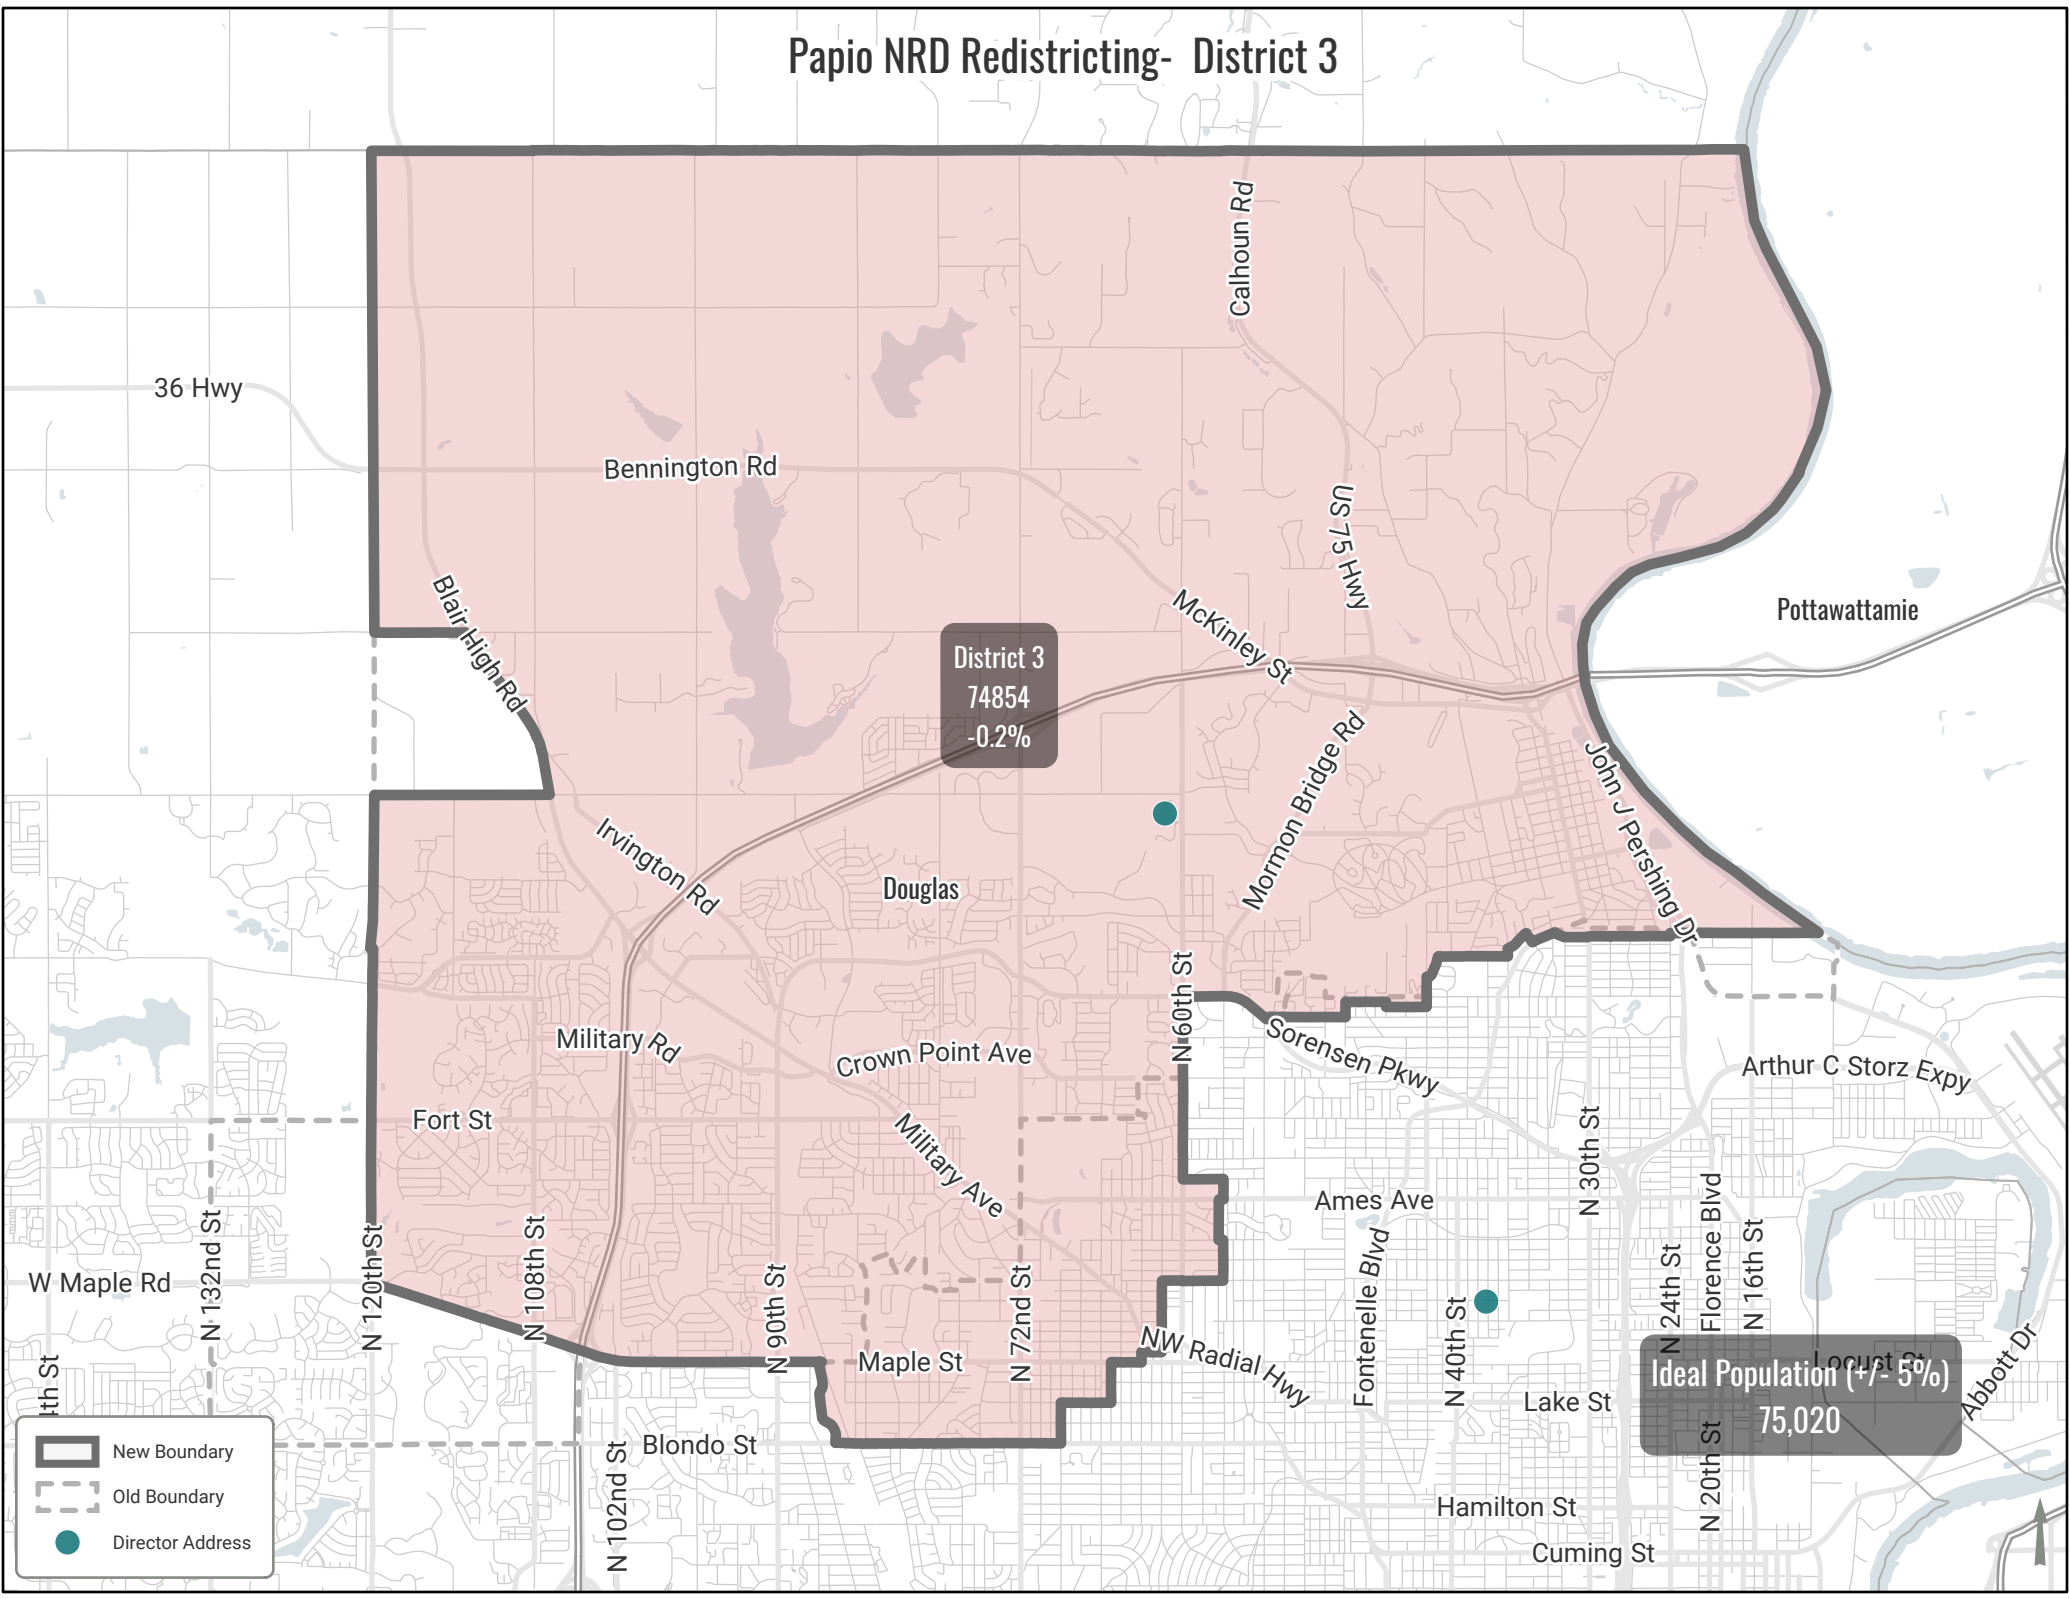 Papio NRD Redistricting- District 3
Calhoun Rd
36 Hwy
Bennington Rd
US 75 Hwy
Blair High Rd
McKinley St
Pottawattamie
District 3
74854
-0.2%
Mormon Bridge Rd
John J Pershing Dr
Irvington Rd
Douglas
N 60th St
Military Rd
Crown Point Ave
Sorensen Pkwy
Arthur C Storz Expy
Fort St
Military Ave
N 30th St
Ames Ave
Florence Blvd
W Maple Rd
N 132nd St
N 120th St
N 108th St
N 90th St
N 72nd St
Fontenelle Blvd
N 40th St
N 24th St
N 16th St
Maple St
NW Radial Hwy
Locust St
Abbott Dr
Ideal Population (+/- 5%)
75,020
Lake St
4th St
Blondo St
N 102nd St
N 20th St
Hamilton St
Cuming St
New Boundary
Old Boundary
Director Address